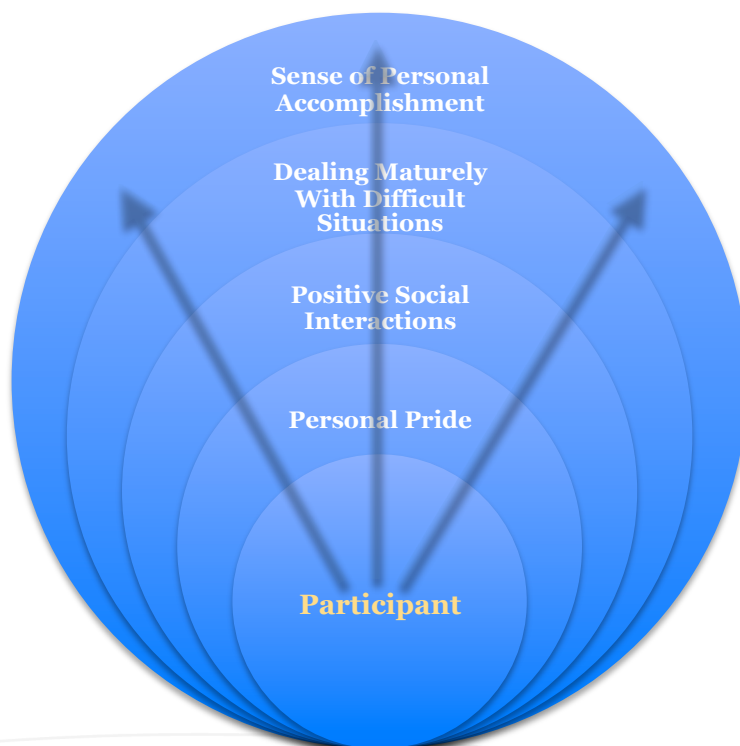 Sense of Personal
Accomplishment
Dealing Maturely
With Difficult
Situations
Positive Social
Interactions
Personal Pride
Participant